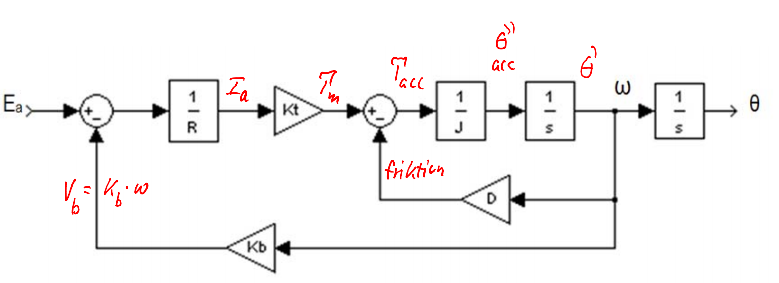 Ea
+
−
1
R
Ia
Kt
Tm
+
−
Tacc
1
J
θ''
acc
1
s
θ'
ω
1
s
θ
Vb = Kb · ω
friktion
D
Kb